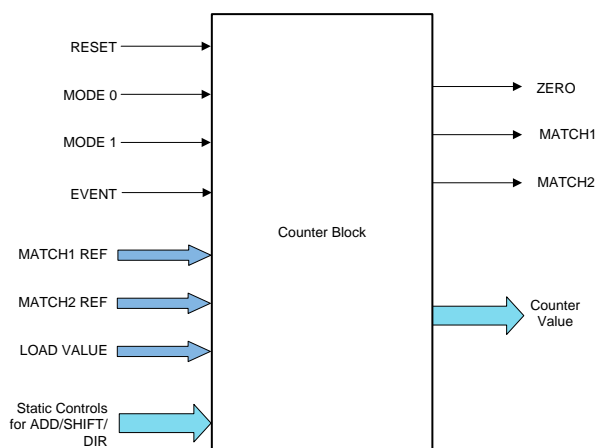 RESET
MODE 0
MODE 1
EVENT
MATCH1 REF
MATCH2 REF
LOAD VALUE
Static Controls
for ADD/SHIFT/
DIR
Counter Block
ZERO
MATCH1
MATCH2
Counter
Value